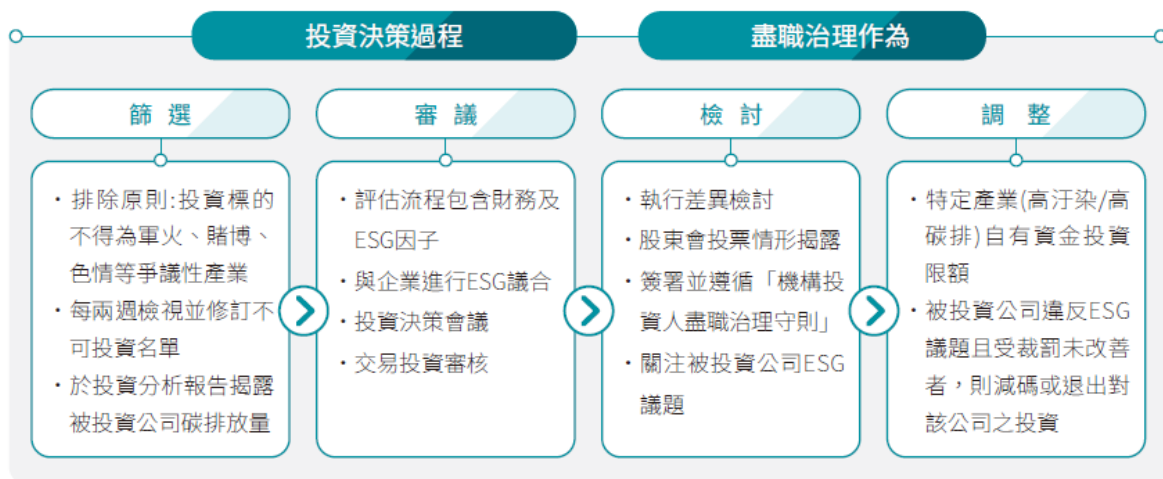 投資決策過程
盡職治理作為
篩選
・排除原則:投資標的
不得為軍火、賭博、
色情等爭議性產業
・每兩週檢視並修訂不
可投資名單
・於投資分析報告揭露
被投資公司碳排放量
審議
・評估流程包含財務及
ESG因子
・與企業進行ESG議合
・投資決策會議
・交易投資審核
檢討
・執行差異檢討
・股東會投票情形揭露
・簽署並遵循「機構投
資人盡職治理守則」
・關注被投資公司ESG
議題
調整
・特定產業(高汙染/高
碳排)自有資金投資
限額
・被投資公司違反ESG
議題且受裁罰未改善
者，則減碼或退出對
該公司之投資